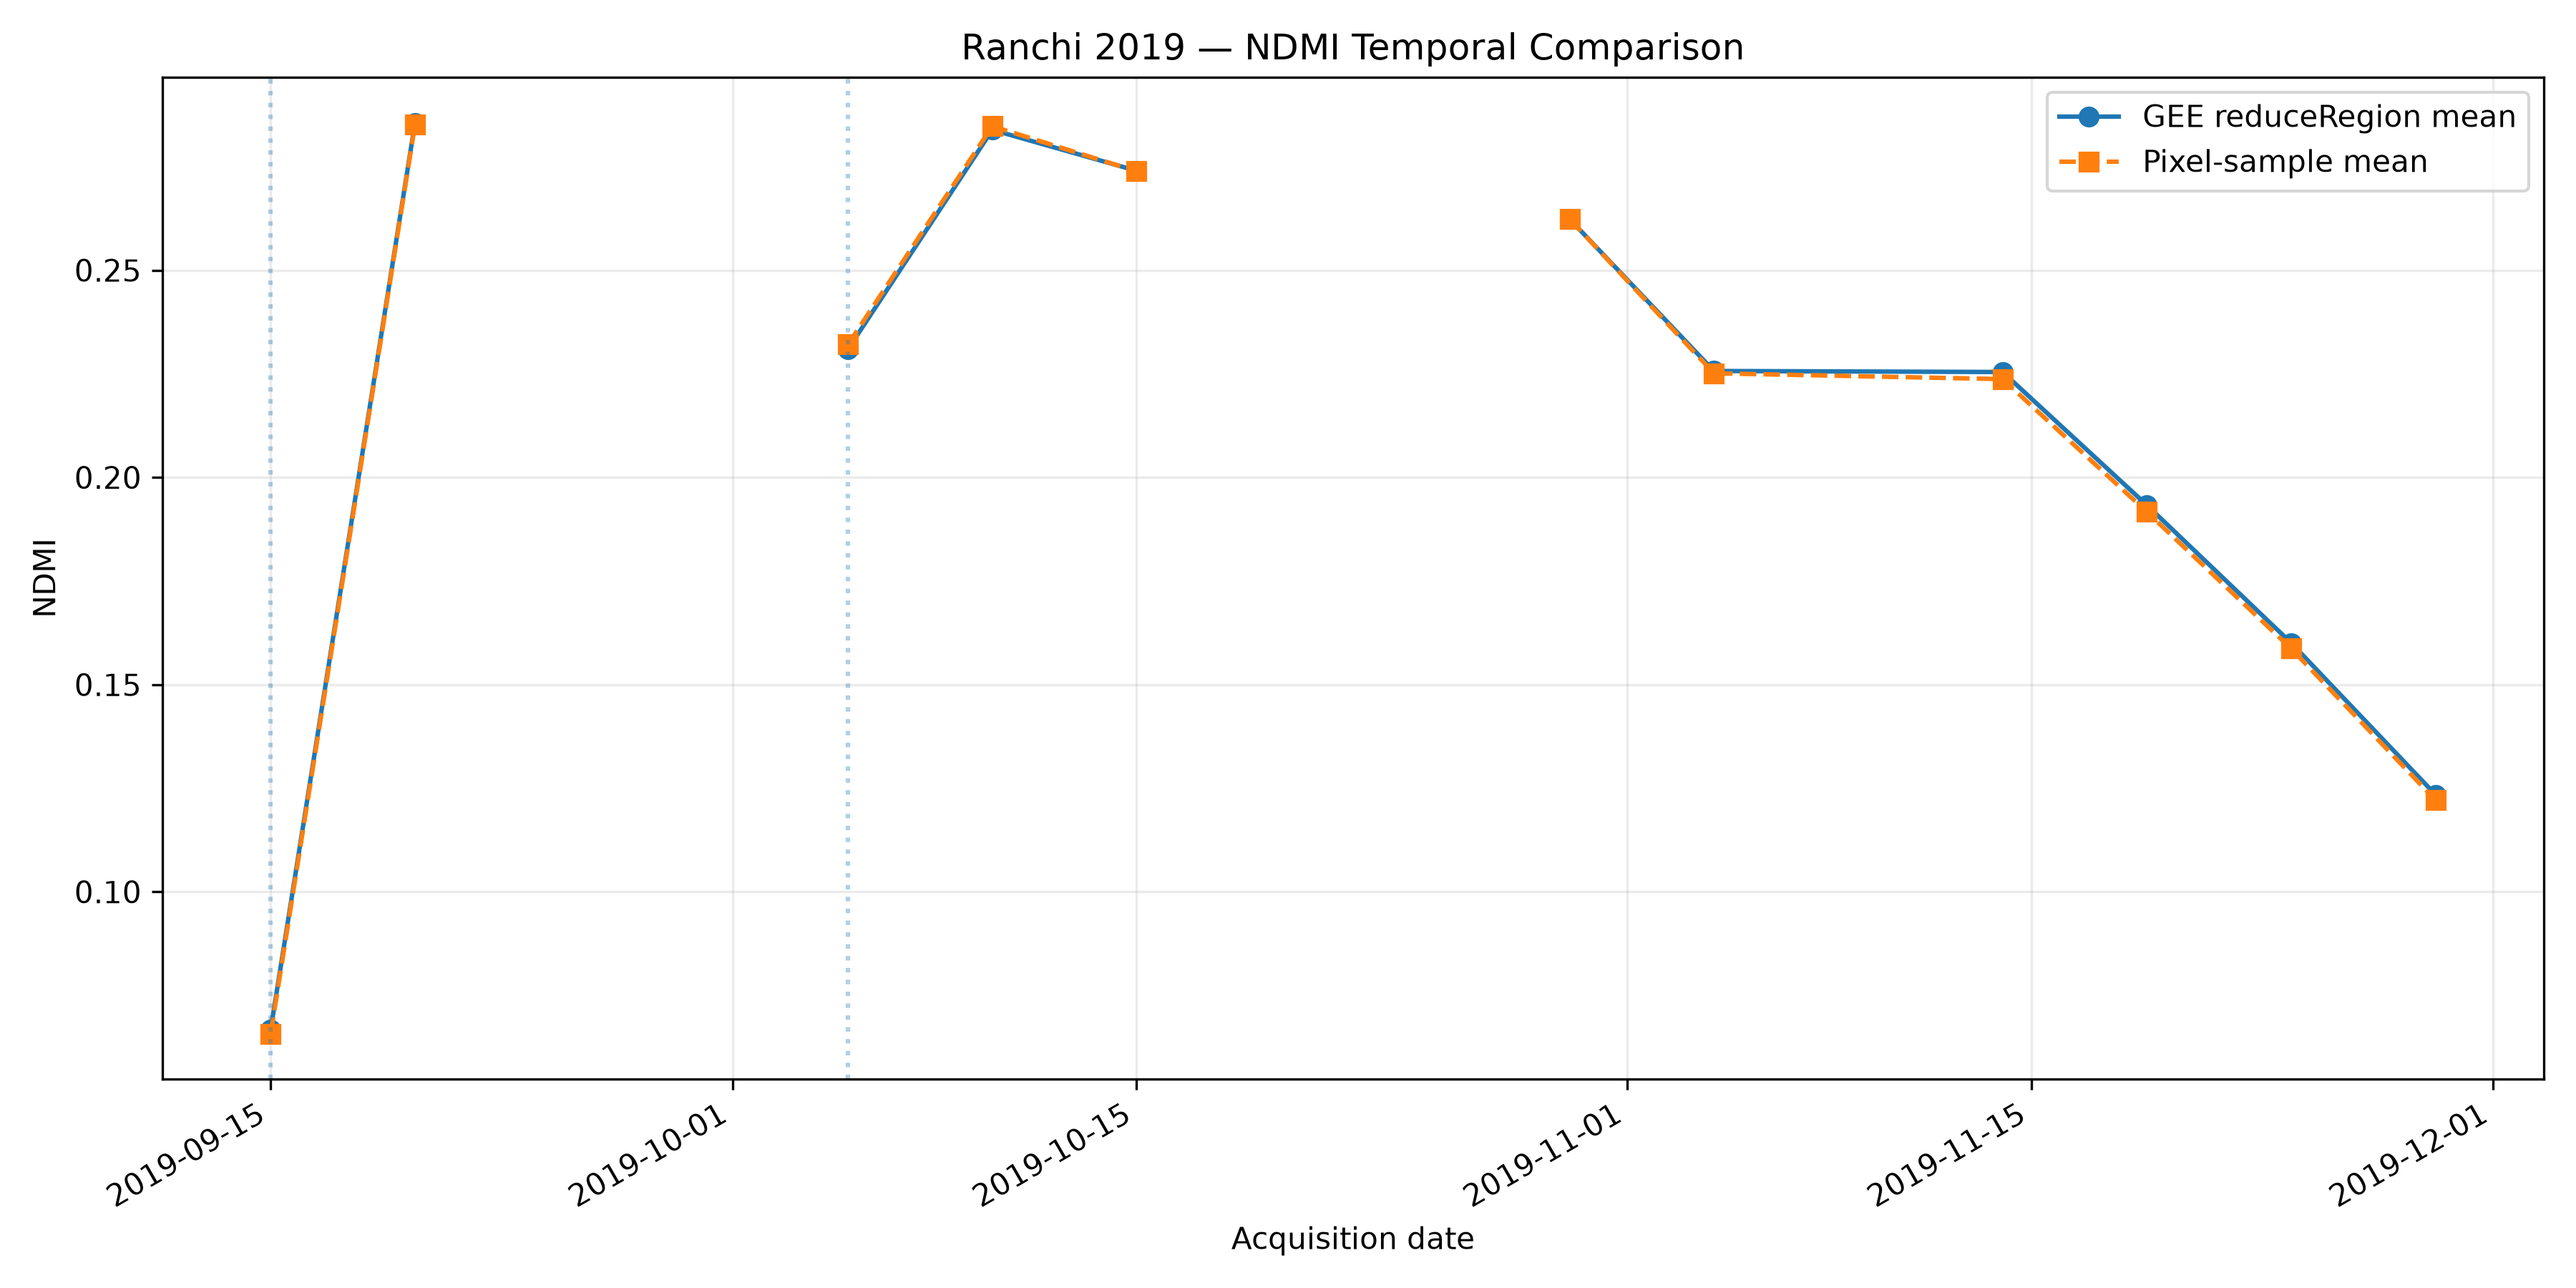 Ranchi 2019 — NDMI Temporal Comparison
GEE reduceRegion mean
Pixel-sample mean
NDMI
0.25
0.20
0.15
0.10
2019-09-15
2019-10-01
2019-10-15
2019-11-01
2019-11-15
2019-12-01
Acquisition date